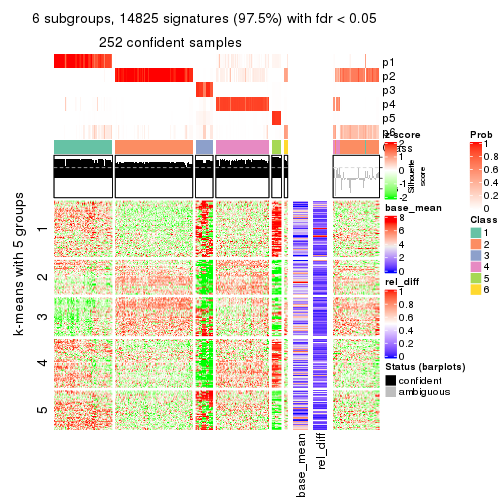 6 subgroups, 14825 signatures (97.5%) with fdr < 0.05
252 confident samples
p1
p2
p3
p4
p5
p6
Class
z-score
2
1
0
-1
-2
Silhouette
score
Prob
1
0.8
0.6
0.4
0.2
0
base_mean
8
6
4
2
0
Class
1
2
3
4
5
6
rel_diff
1
0.8
0.6
0.4
0.2
0
Status (barplots)
confident
ambiguous
k-means with 5 groups
1
2
3
4
5
base_mean
rel_diff